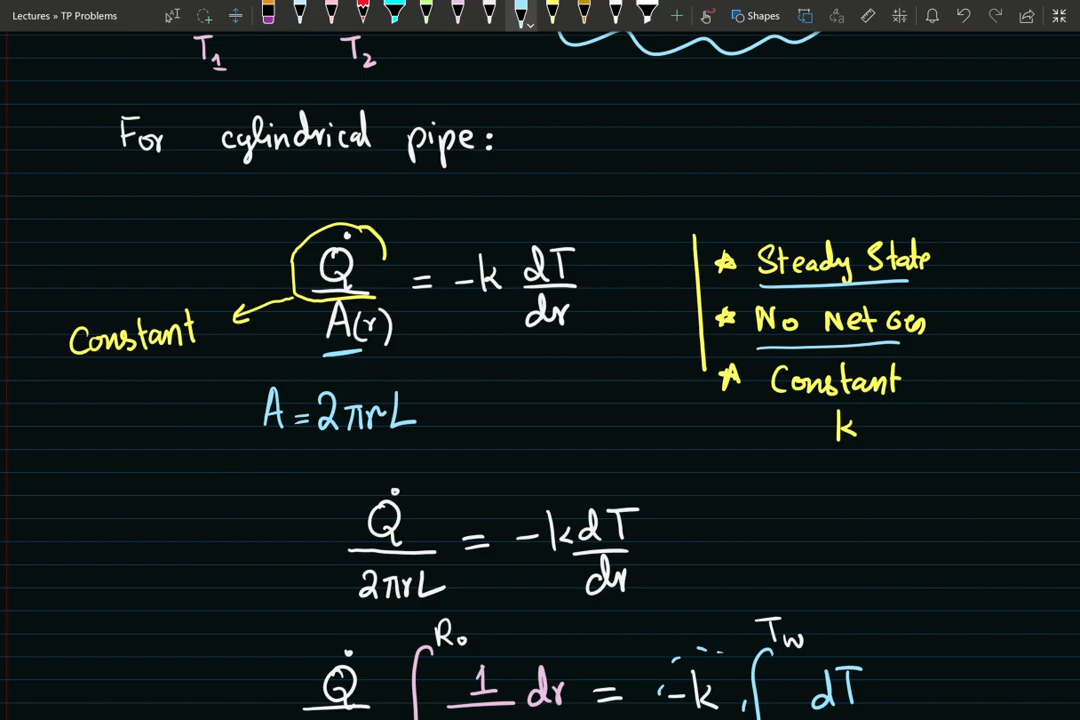 Lectures » TP Problems
Shapes
T1 T2
For cylindrical pipe:
Q̇ / A(r) = -k dT/dr
Constant
★ Steady State
★ No Net Gen
★ Constant
k
A = 2πrL
Q̇ / 2πrL = -k dT/dr
Ro Tw
Q̇ ∫ 1 dr = -k ∫ dT